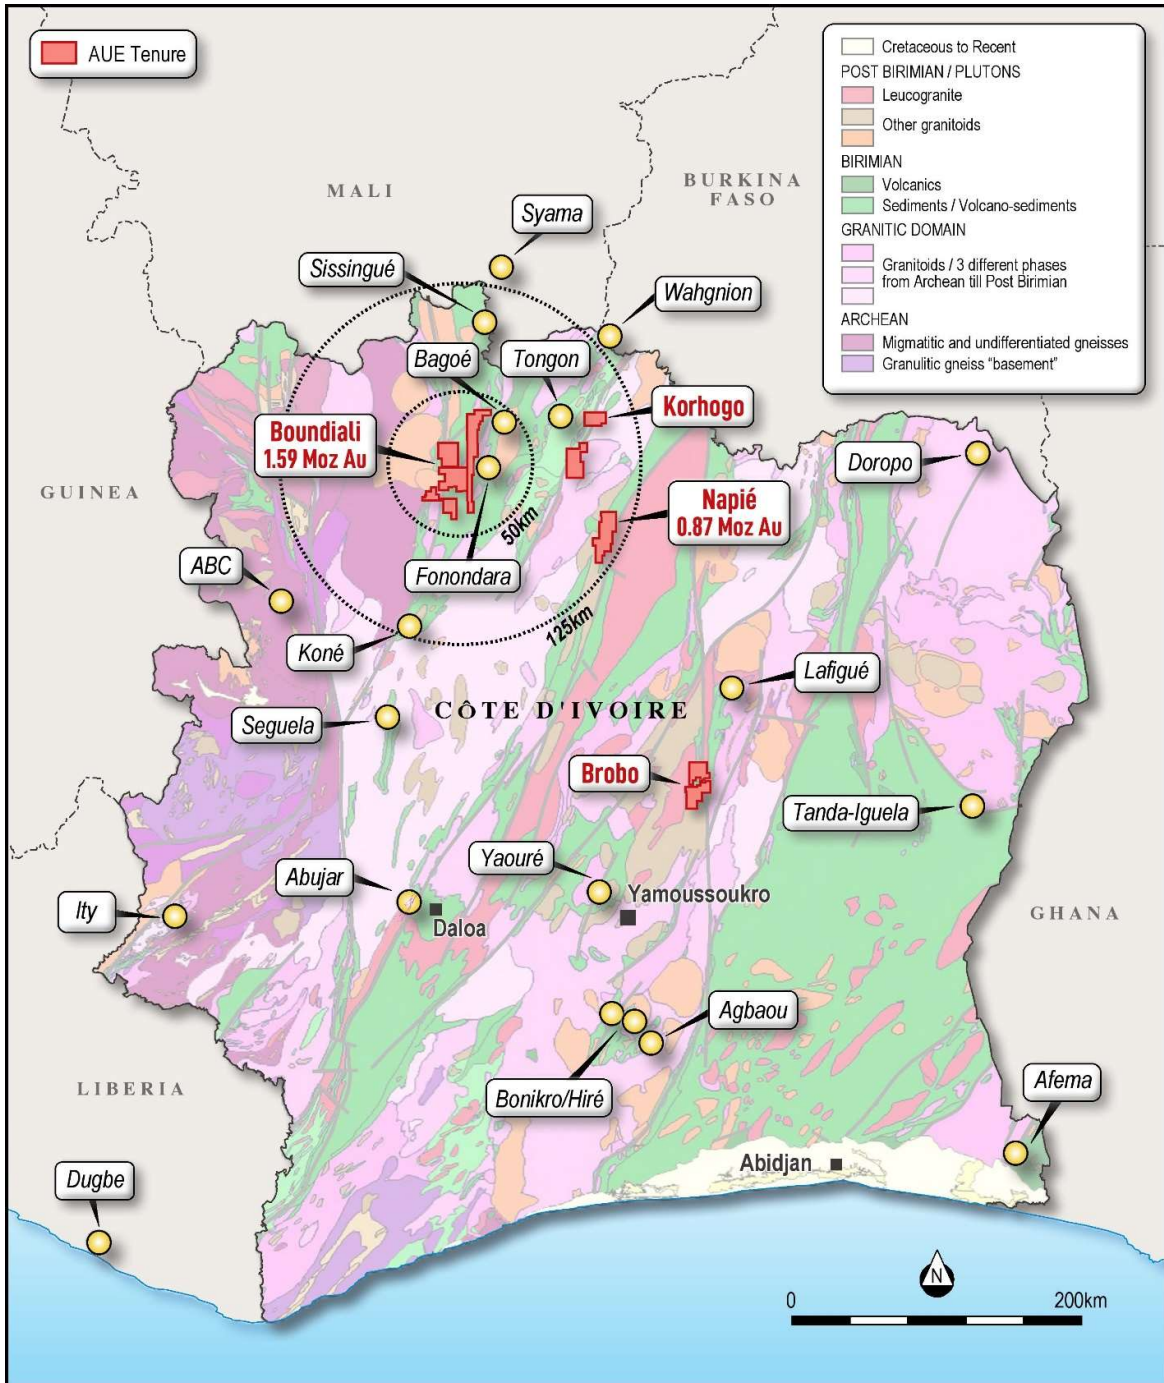 AUE Tenure
Cretaceous to Recent
POST BIRIMIAN / PLUTONS
Leucogranite
Other granitoids
BIRIMIAN
Volcanics
Sediments / Volcano-sediments
GRANITIC DOMAIN
Granitoids / 3 different phases
from Archean till Post Birimian
ARCHEAN
Migmatitic and undifferentiated gneisses
Granulitic gneiss “basement”
MALI
BURKINA
FASO
Syama
Sissingué
Wahgnion
Bagoé
Tongon
Korhogo
Boundiali
1.59 Moz Au
Doropo
GUINEA
Napié
0.87 Moz Au
50km
Fonondara
ABC
125km
Koné
Lafigué
CÔTE D'IVOIRE
Seguela
Brobo
Tanda-Iguela
Yaouré
Abujar
Yamoussoukro
Ity
Daloa
GHANA
Agbaou
Bonikro/Hiré
LIBERIA
Afema
Abidjan
Dugbe
N
0 200km